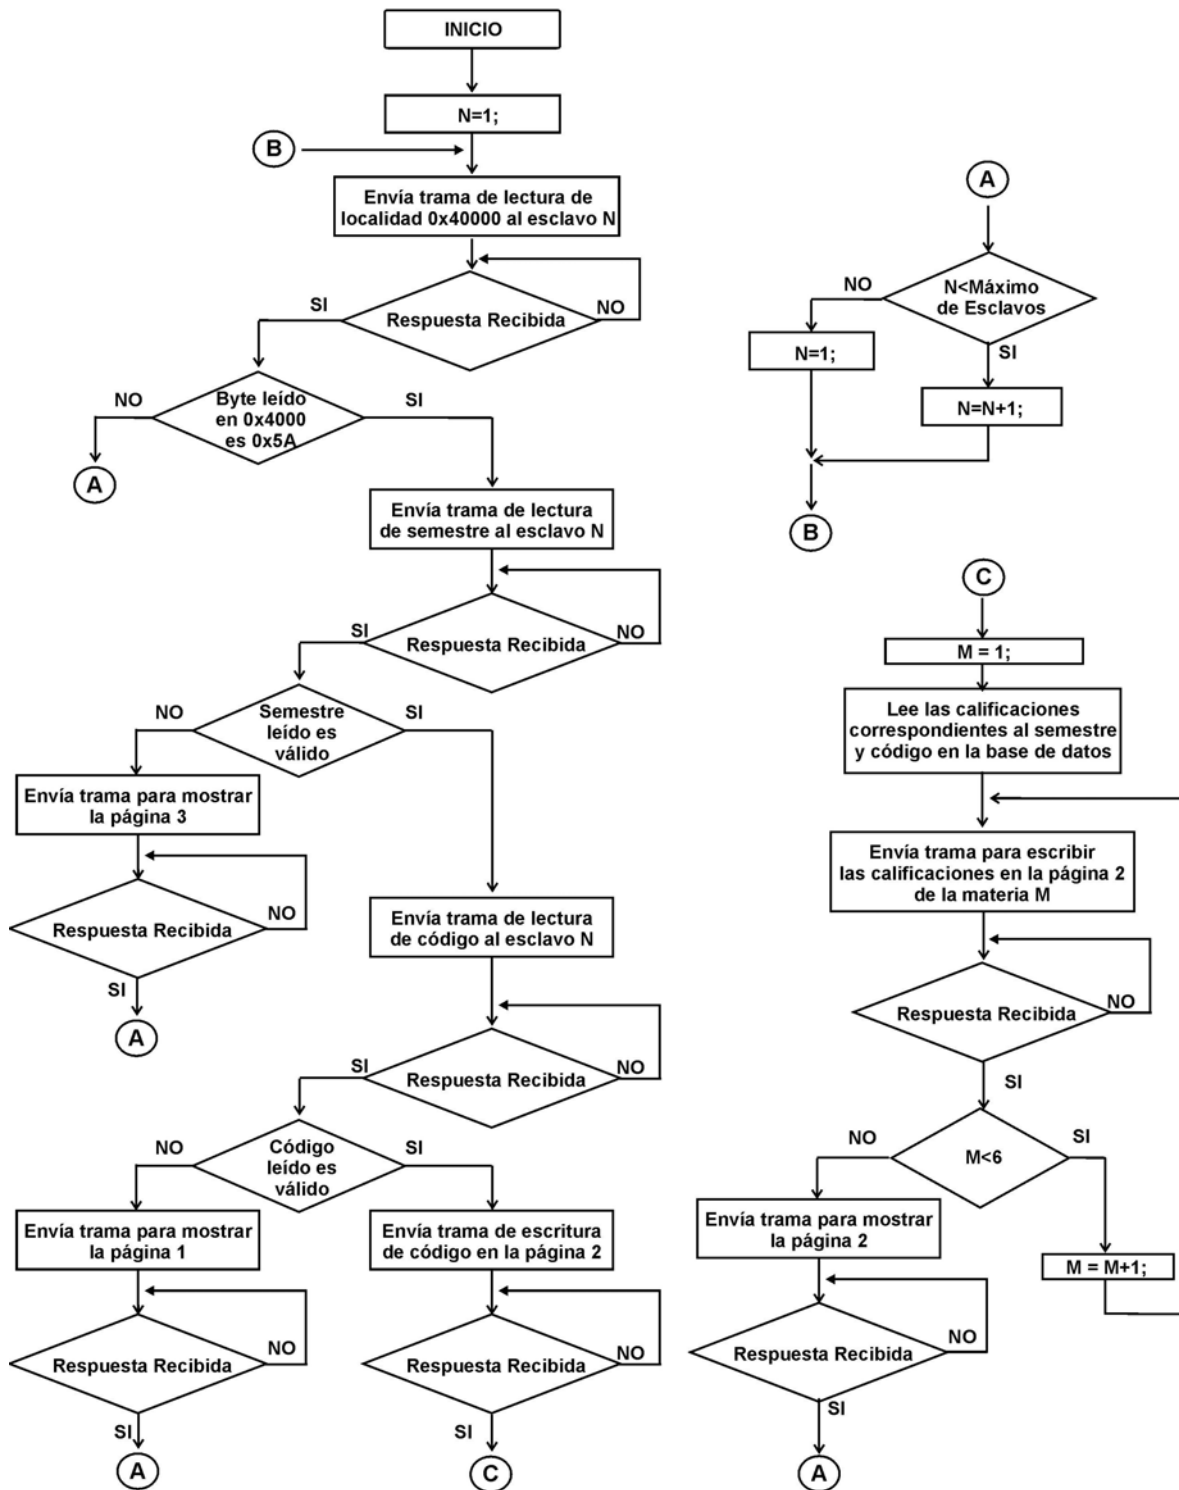 INICIO
N=1;
B
Envía trama de lectura de
localidad 0x40000 al esclavo N
SI
Respuesta Recibida
NO
NO
Byte leído
en 0x4000
es 0x5A
SI
A
Envía trama de lectura
de semestre al esclavo N
SI
Respuesta Recibida
NO
NO
Semestre
leído es
válido
SI
Envía trama para mostrar
la página 3
Respuesta Recibida
NO
SI
A
Envía trama de lectura
de código al esclavo N
SI
Respuesta Recibida
NO
NO
Código
leído es
válido
SI
Envía trama para mostrar
la página 1
Respuesta Recibida
NO
SI
A
Envía trama de escritura
de código en la página 2
Respuesta Recibida
NO
SI
C
A
NO
N<Máximo
de Esclavos
SI
N=1;
N=N+1;
B
C
M = 1;
Lee las calificaciones
correspondientes al semestre
y código en la base de datos
Envía trama para escribir
las calificaciones en la página 2
de la materia M
Respuesta Recibida
NO
SI
NO
M<6
SI
Envía trama para mostrar
la página 2
M = M+1;
Respuesta Recibida
NO
SI
A